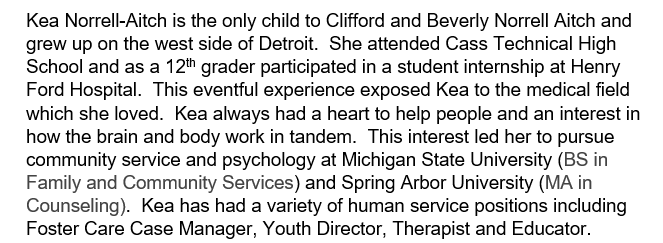 Kea Norrell-Aitch is the only child to Clifford and Beverly Norrell Aitch and
grew up on the west side of Detroit.  She attended Cass Technical High
School and as a 12th grader participated in a student internship at Henry
Ford Hospital.  This eventful experience exposed Kea to the medical field
which she loved.  Kea always had a heart to help people and an interest in
how the brain and body work in tandem.  This interest led her to pursue
community service and psychology at Michigan State University (BS in
Family and Community Services) and Spring Arbor University (MA in
Counseling).  Kea has had a variety of human service positions including
Foster Care Case Manager, Youth Director, Therapist and Educator.